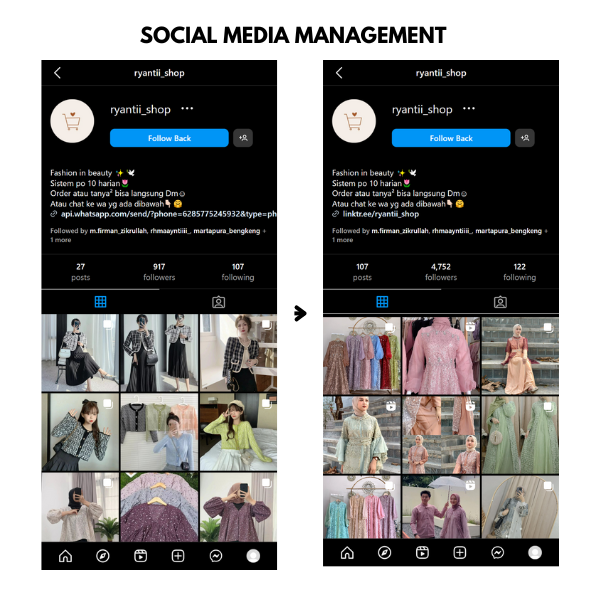 SOCIAL MEDIA MANAGEMENT
ryantii_shop
ryantii_shop
Follow Back
Fashion in beauty ✨ 🕊
Sistem po 10 harian🌷
Order atau tanya² bisa langsung Dm☺
Atau chat ke wa yg ada dibawah👇🏻 ☺
api.whatsapp.com/send/?phone=6285775245932&type=ph
Followed by m.firman_zikrullah, rhmaayntiiii_, martapura_bengkeng +
1 more
27 917 107
posts followers following
ryantii_shop
ryantii_shop
Follow Back
Fashion in beauty ✨ 🕊
Sistem po 10 harian🌷
Order atau tanya² bisa langsung Dm☺
Atau chat ke wa yg ada dibawah👇🏻 ☺
linktr.ee/ryantii_shop
Followed by m.firman_zikrullah, rhmaayntiiii_, martapura_bengkeng +
1 more
107 4,752 122
posts followers following